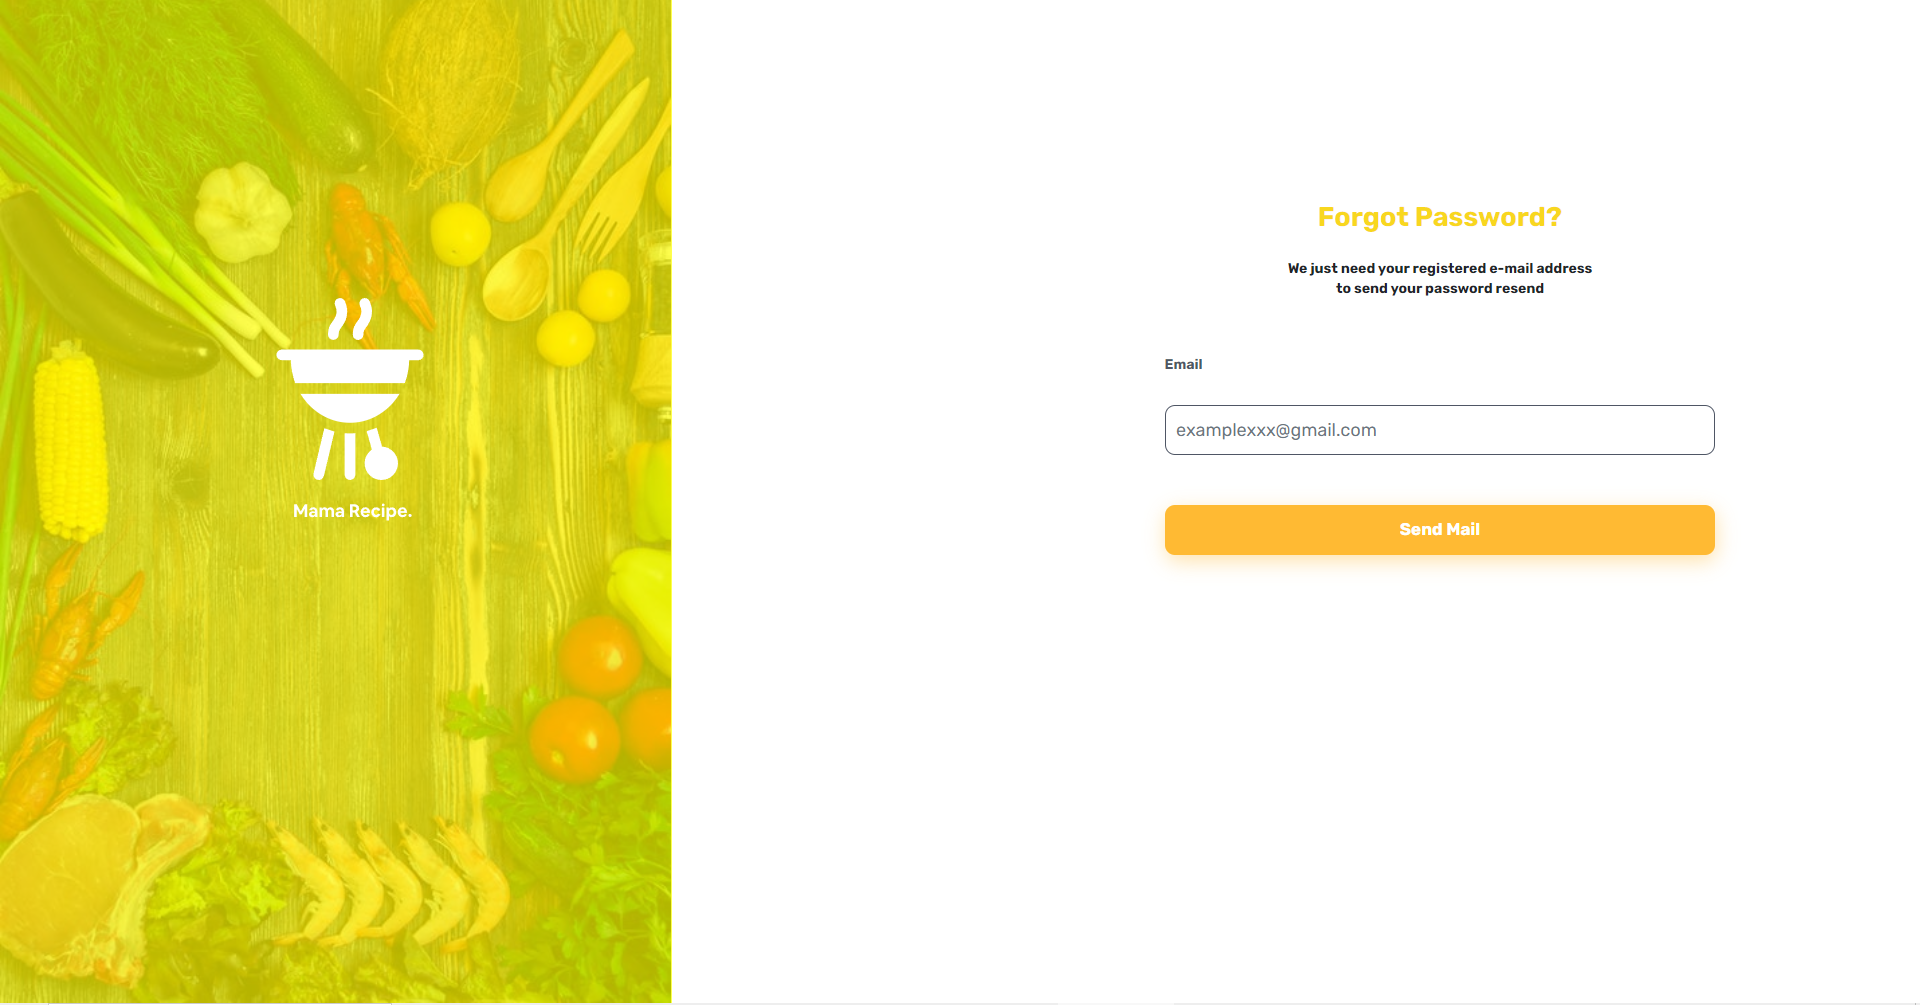 Mama Recipe.
Forgot Password?
We just need your registered e-mail address
to send your password resend
Email
examplexxx@gmail.com
Send Mail